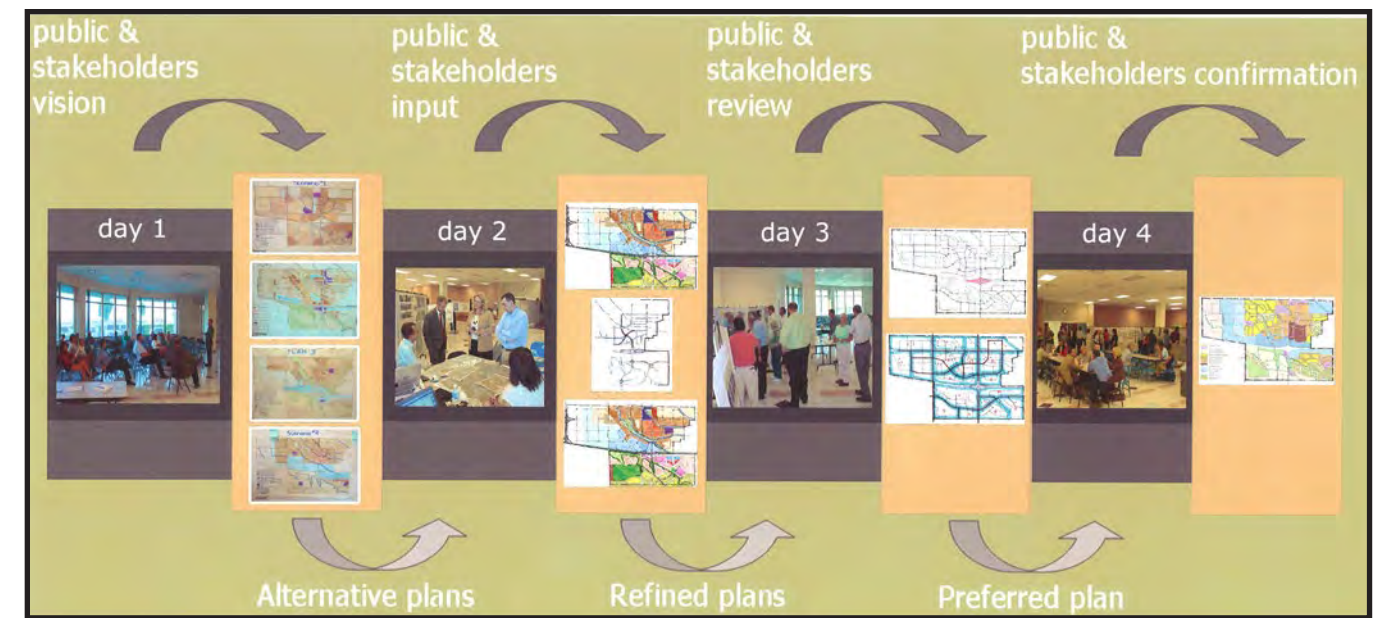 public &
stakeholders
vision
public &
stakeholders
input
public &
stakeholders
review
public &
stakeholders confirmation
day 1
day 2
day 3
day 4
Alternative plans
Refined plans
Preferred plan